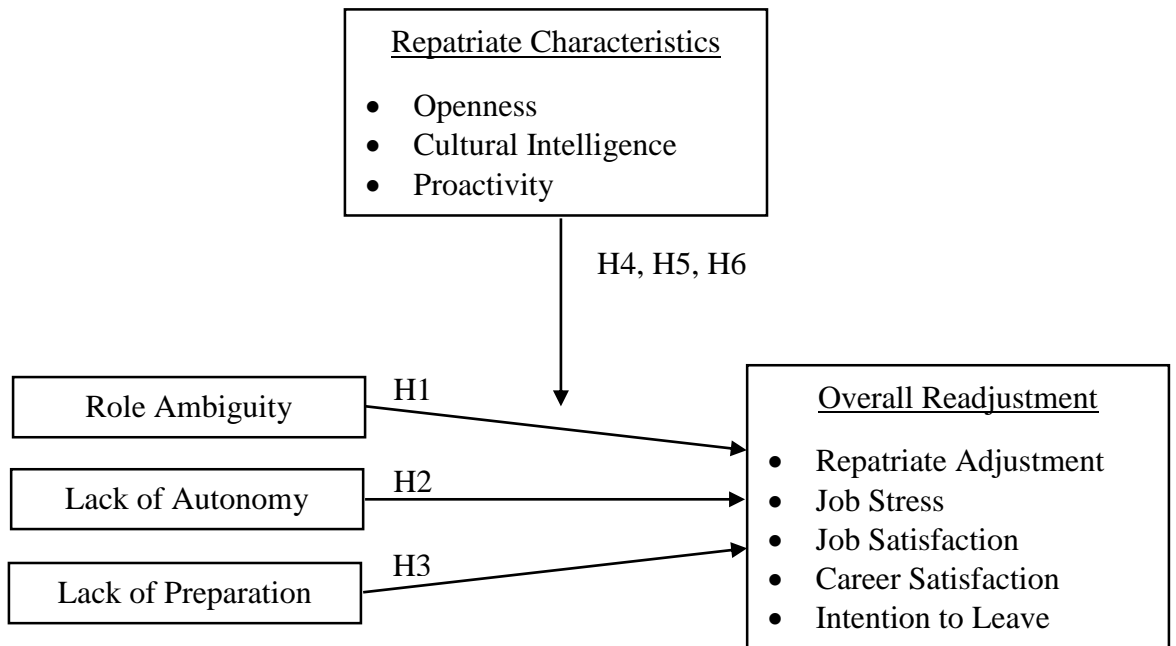 Repatriate Characteristics
• Openness
• Cultural Intelligence
• Proactivity
H4, H5, H6
Role Ambiguity
H1
Lack of Autonomy
H2
Lack of Preparation
H3
Overall Readjustment
• Repatriate Adjustment
• Job Stress
• Job Satisfaction
• Career Satisfaction
• Intention to Leave